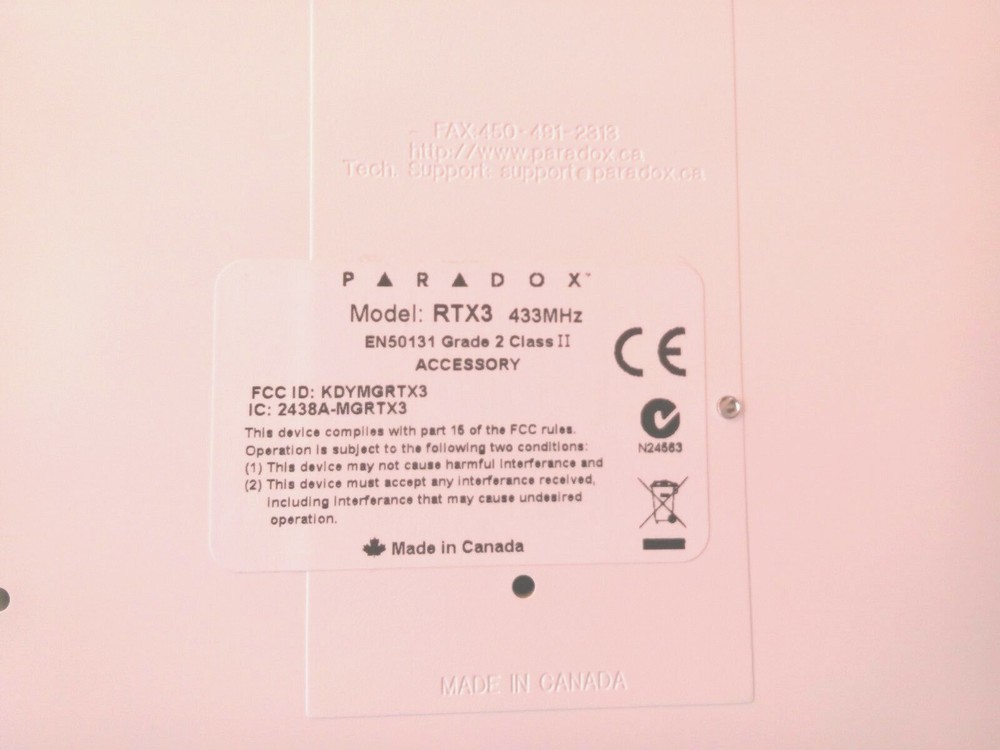 FAX:450-491-2313
http://www.paradox.ca
Tech. Support: support@paradox.ca
PARADOX™
Model: RTX3 433MHz
EN50131 Grade 2 Class II
ACCESSORY
CE
FCC ID: KDYMGRTX3
IC: 2438A-MGRTX3
This device complies with part 15 of the FCC rules.
Operation is subject to the following two conditions:
(1) This device may not cause harmful interference and
(2) This device must accept any interference received,
including interference that may cause undesired
operation.
N24563
Made in Canada
MADE IN CANADA